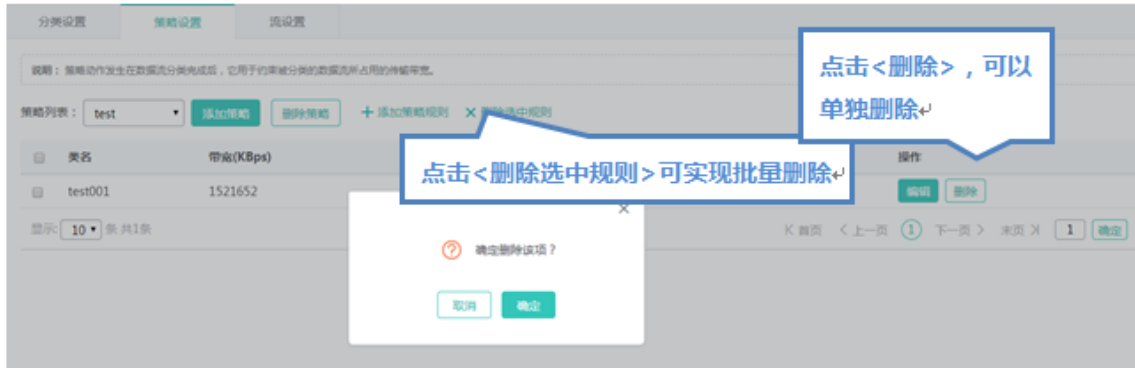 分类设置 策略设置 流设置
说明： 策略动作发生在数据流分类完成后，它用于约束被分类的数据流所占用的传输带宽。
点击<删除>，可以
单独删除↵
策略列表： test 添加策略 删除策略 添加策略规则 删除选中规则
点击<删除选中规则>可实现批量删除↵
类名 带宽(KBps) 操作
test001 1521652 编辑 删除
显示: 10 条 共1条 首页 上一页 1 下一页 末页 1 确定
确定删除该项？
取消 确定